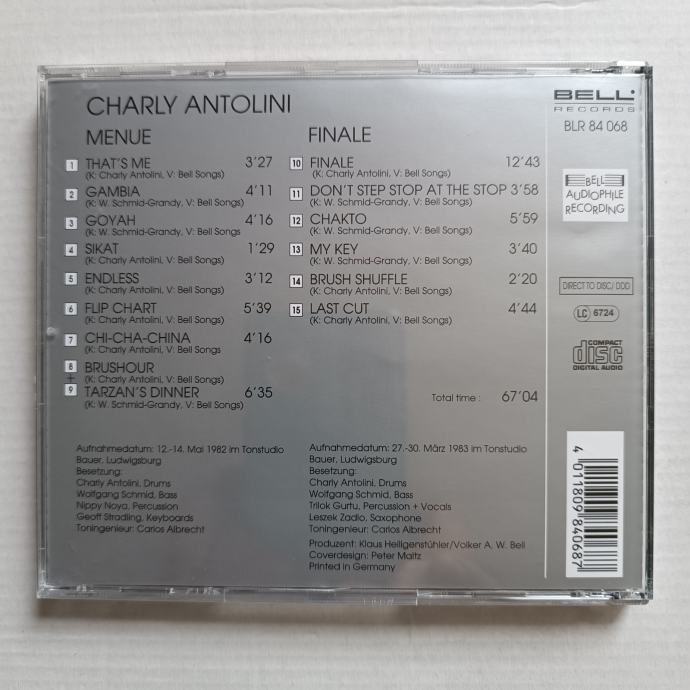 CHARLY ANTOLINI
MENUE
1 THAT'S ME 3'27
(K: Charly Antolini, V: Bell Songs)
2 GAMBIA 4'11
(K: W. Schmid-Grandy, V: Bell Songs)
3 GOYAH 4'16
(K: W. Schmid-Grandy, V: Bell Songs
4 SIKAT 1'29
(K: Charly Antolini, V: Bell Songs)
5 ENDLESS 3'12
(K: Charly Antolini, V: Bell Songs)
6 FLIP CHART 5'39
(K: Charly Antolini, V: Bell Songs)
7 CHI-CHA-CHINA 4'16
(K: Charly Antolini, V: Bell Songs
8 BRUSHOUR
+ (K: Charly Antolini, V: Bell Songs)
9 TARZAN'S DINNER 6'35
(K: W. Schmid-Grandy, V: Bell Songs)
FINALE
10 FINALE 12'43
(K: Charly Antolini, V: Bell Songs)
11 DON'T STEP STOP AT THE STOP 3'58
(K: W. Schmid-Grandy, V: Bell Songs)
12 CHAKTO 5'59
(K: W. Schmid-Grandy, V: Bell Songs)
13 MY KEY 3'40
(K: W. Schmid-Grandy, V: Bell Songs)
14 BRUSH SHUFFLE 2'20
(K: Charly Antolini, V: Bell Songs)
15 LAST CUT 4'44
(K: Charly Antolini, V: Bell Songs)
Total time : 67'04
Aufnahmedatum: 12.-14. Mai 1982 im Tonstudio
Bauer, Ludwigsburg
Besetzung:
Charly Antolini, Drums
Wolfgang Schmid, Bass
Nippy Noya, Percussion
Geoff Stradling, Keyboards
Toningenieur: Carlos Albrecht
Aufnahmedatum: 27.-30. März 1983 im Tonstudio
Bauer, Ludwigsburg
Besetzung:
Charly Antolini, Drums
Wolfgang Schmid, Bass
Trilok Gurtu, Percussion + Vocals
Leszek Zadlo, Saxophone
Toningenieur: Carlos Albrecht
Produzent: Klaus Heiligenstühler/Volker A. W. Bell
Coverdesign: Peter Maltz
Printed in Germany
BELL
RECORDS
BLR 84 068
BELL
AUDIOPHILE
RECORDING
DIRECT TO DISC/ DDD
LC 6724
COMPACT
disc
DIGITAL AUDIO
4 011809 840687